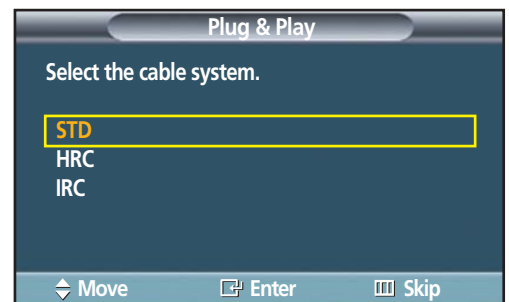 Plug & Play
Select the cable system.
STD
HRC
IRC
Move Enter Skip